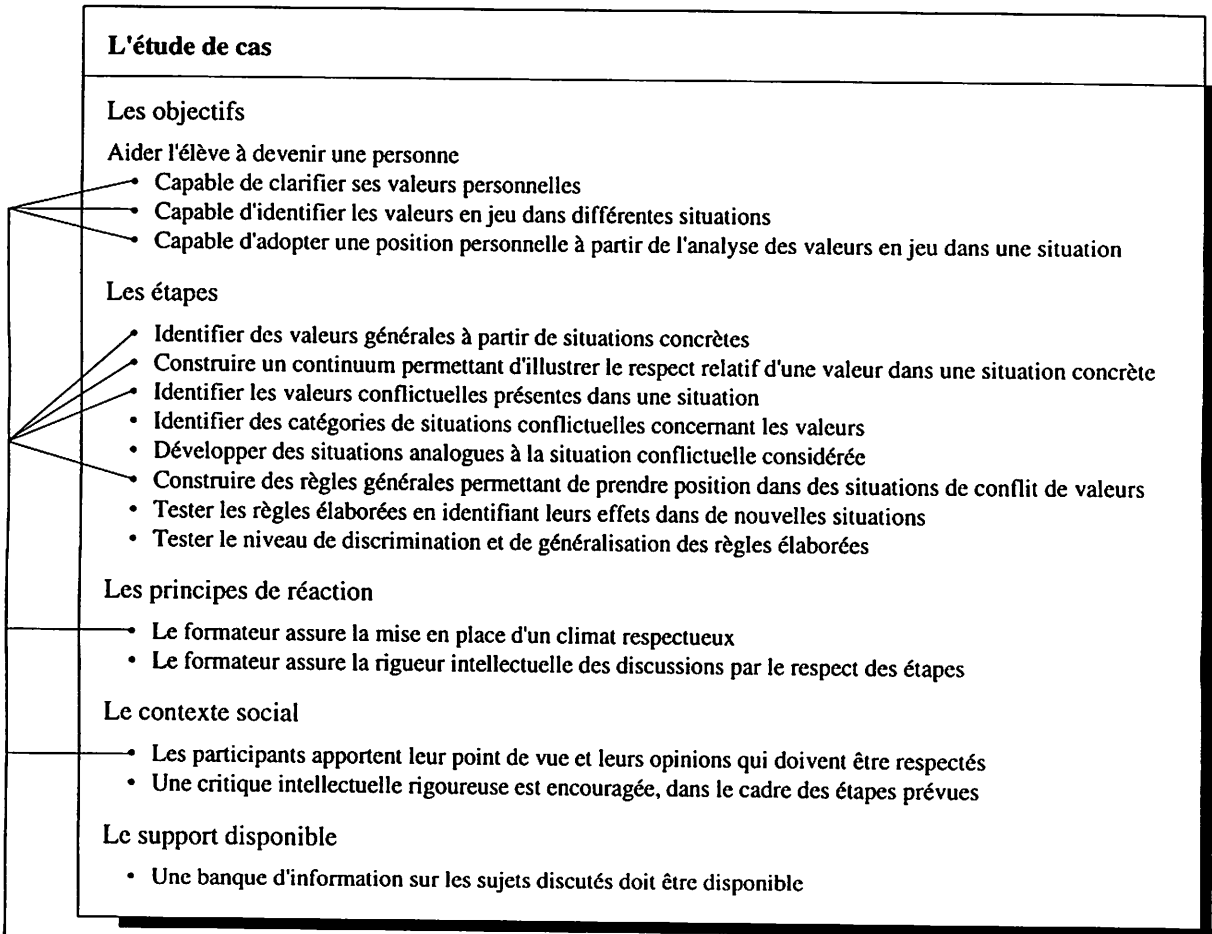 L'étude de cas
Les objectifs
Aider l'élève à devenir une personne
• Capable de clarifier ses valeurs personnelles
• Capable d'identifier les valeurs en jeu dans différentes situations
• Capable d'adopter une position personnelle à partir de l'analyse des valeurs en jeu dans une situation
Les étapes
• Identifier des valeurs générales à partir de situations concrètes
• Construire un continuum permettant d'illustrer le respect relatif d'une valeur dans une situation concrète
• Identifier les valeurs conflictuelles présentes dans une situation
• Identifier des catégories de situations conflictuelles concernant les valeurs
• Développer des situations analogues à la situation conflictuelle considérée
• Construire des règles générales permettant de prendre position dans des situations de conflit de valeurs
• Tester les règles élaborées en identifiant leurs effets dans de nouvelles situations
• Tester le niveau de discrimination et de généralisation des règles élaborées
Les principes de réaction
• Le formateur assure la mise en place d'un climat respectueux
• Le formateur assure la rigueur intellectuelle des discussions par le respect des étapes
Le contexte social
• Les participants apportent leur point de vue et leurs opinions qui doivent être respectés
• Une critique intellectuelle rigoureuse est encouragée, dans le cadre des étapes prévues
Le support disponible
• Une banque d'information sur les sujets discutés doit être disponible